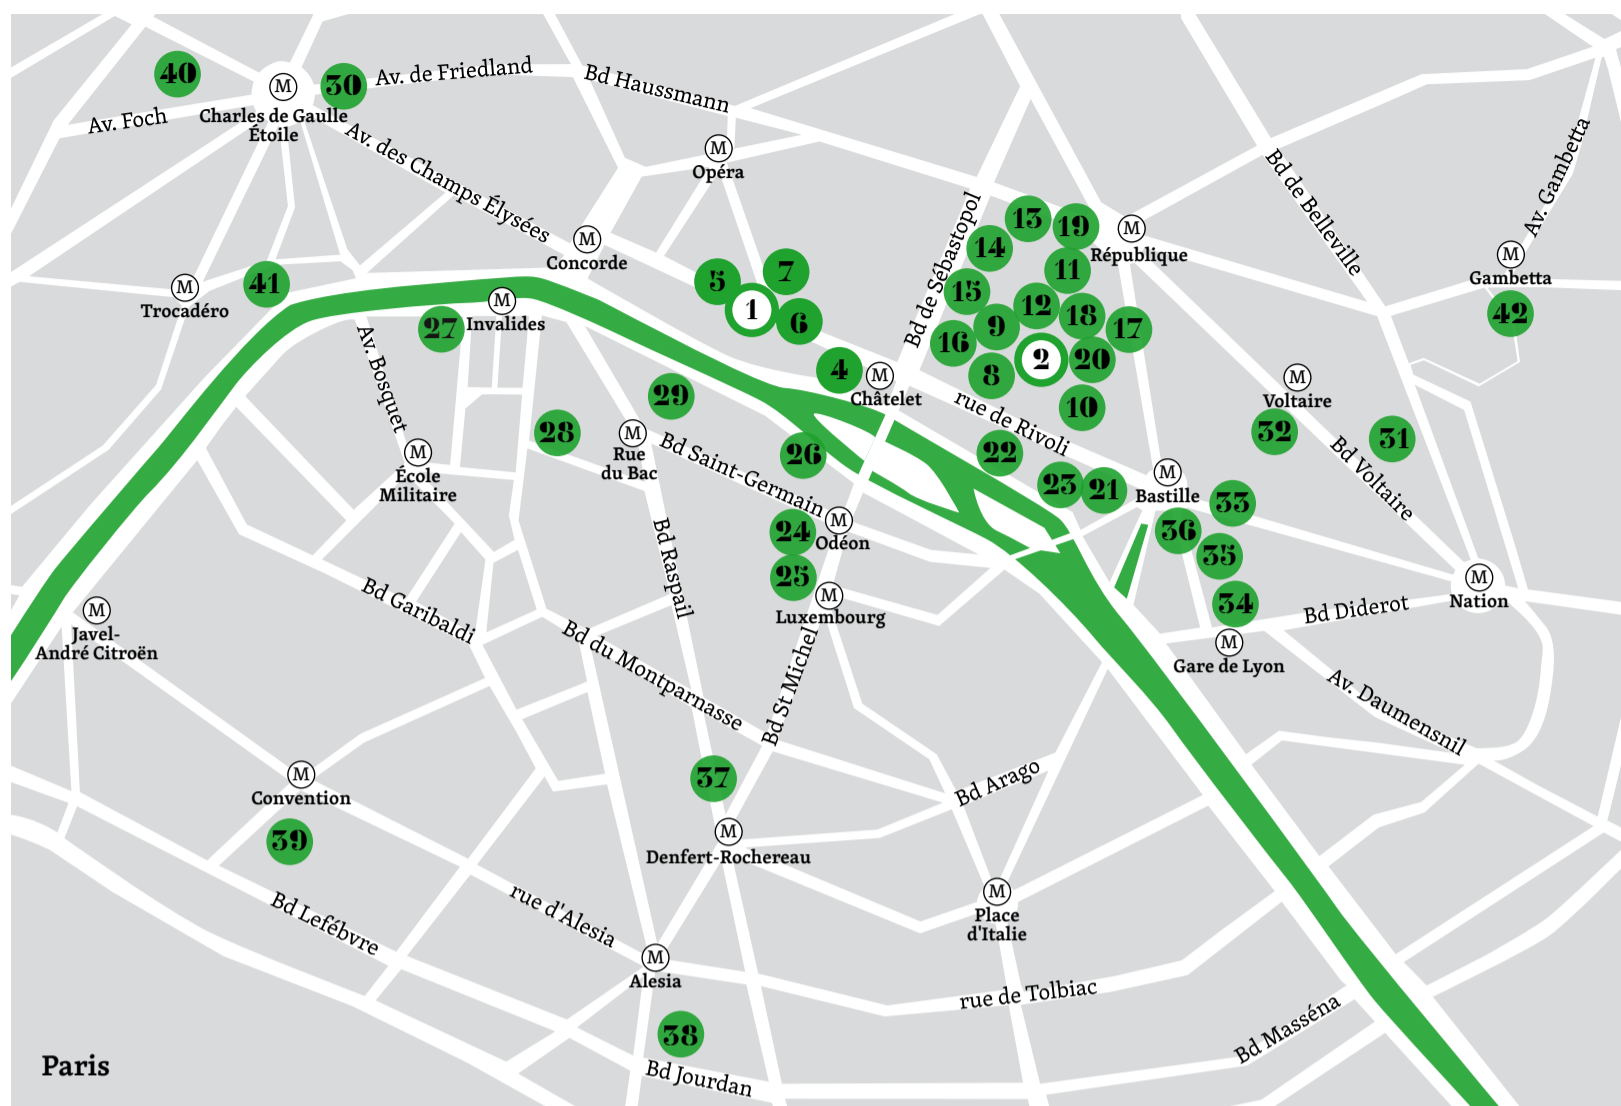 40
M
30
Av. de Friedland
Bd Haussmann
Av. Foch
Charles de Gaulle
Étoile
Av. des Champs Élysées
M
Opéra
Bd de Belleville
Av. Gambetta
13
19
M
République
14
M
Concorde
M
Gambetta
Bd de Sébastopol
11
5
7
41
M
Trocadéro
15
12
1
M
Invalides
6
18
42
27
9
17
16
2
20
Av. Bosquet
4
M
Châtelet
8
M
Voltaire
29
10
rue de Rivoli
28
M
Rue
du Bac
32
31
Bd Voltaire
Bd Saint-Germain
26
22
M
École
Militaire
23
21
M
Bastille
33
M
Odéon
24
36
35
Bd Raspail
25
M
Luxembourg
34
M
Nation
Bd Diderot
Bd Garibaldi
M
Javel-
André Citroën
M
Gare de Lyon
Bd du Montparnasse
Bd St Michel
Av. Daumensnil
M
Convention
37
Bd Arago
39
M
Denfert-Rochereau
M
Place
d'Italie
rue d'Alesia
Bd Lefébvre
M
Alesia
rue de Tolbiac
38
Bd Masséna
Bd Jourdan
Paris